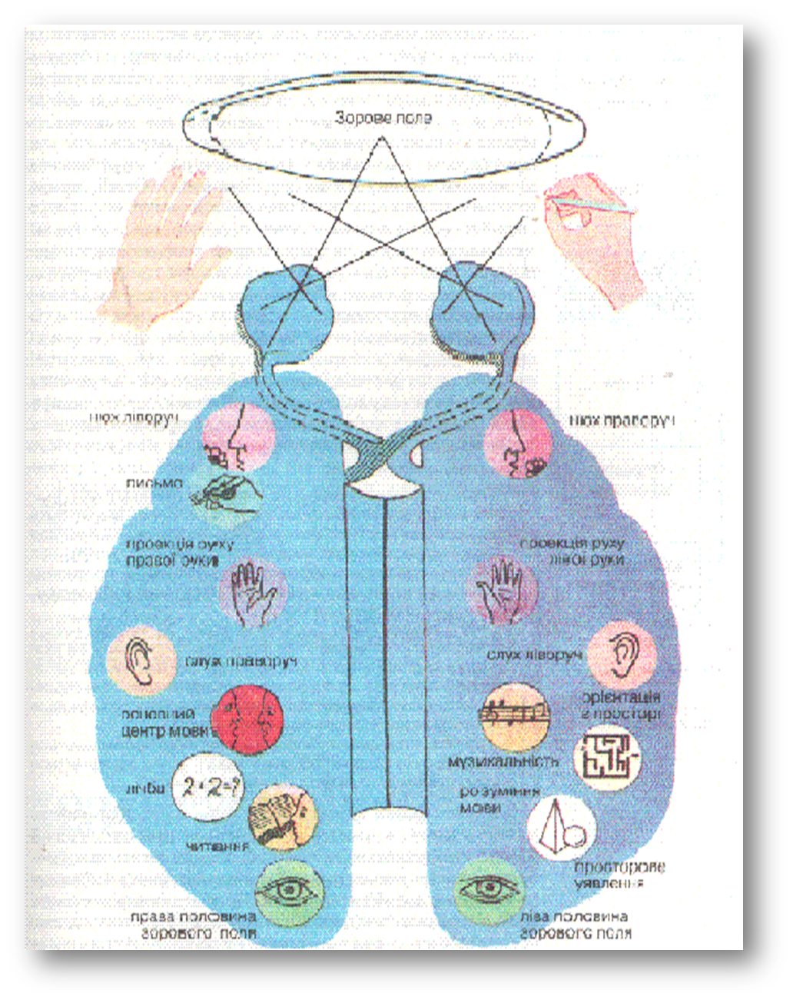 Зорове поле
нюх ліворуч
нюх праворуч
письмо
проекція руху
правої руки
проекція руху
лівої руки
слух праворуч
слух ліворуч
основний
центр мови
орієнтація
в просторі
музикальність
лічба
2·2=?
розуміння
мови
читання
просторове
уявлення
права половина
зорового поля
ліва половина
зорового поля